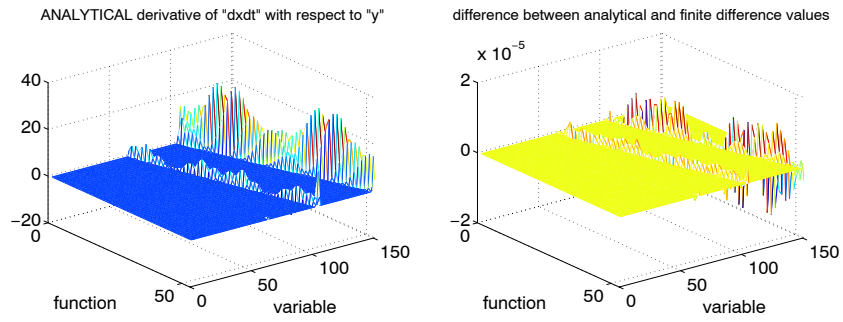 ANALYTICAL derivative of "dxdt" with respect to "y"
40
20
0
−20
0
50
function
0
50
100
150
variable
difference between analytical and finite difference values
x 10^−5
2
0
−2
0
50
function
0
50
100
150
variable